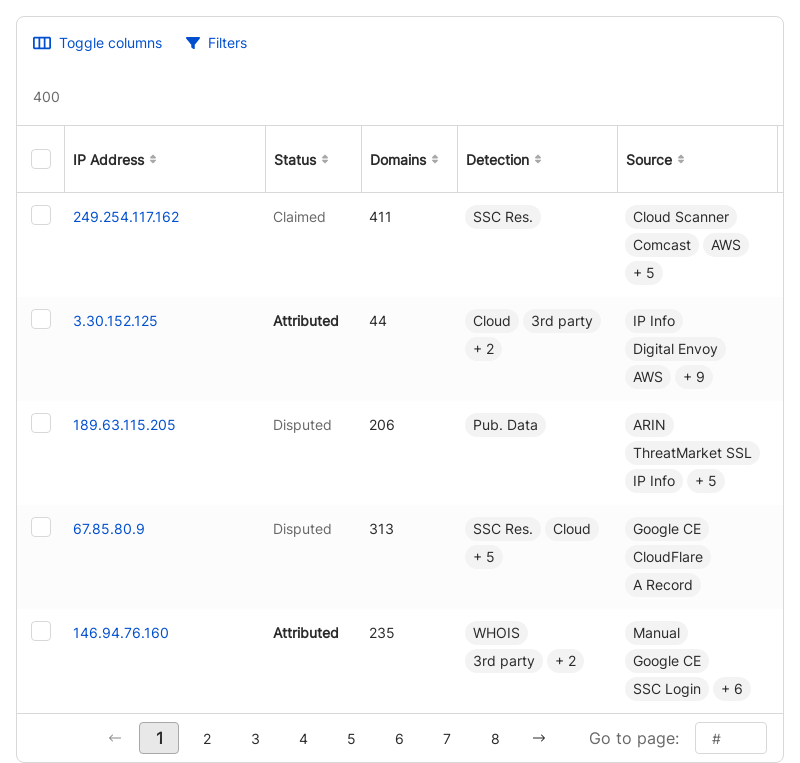 Toggle columns Filters
400
IP Address Status Domains Detection Source
249.254.117.162 Claimed 411 SSC Res. Cloud Scanner
Comcast AWS
+ 5
3.30.152.125 Attributed 44 Cloud 3rd party IP Info
+ 2 Digital Envoy
AWS + 9
189.63.115.205 Disputed 206 Pub. Data ARIN
ThreatMarket SSL
IP Info + 5
67.85.80.9 Disputed 313 SSC Res. Cloud Google CE
+ 5 CloudFlare
A Record
146.94.76.160 Attributed 235 WHOIS Manual
3rd party + 2 Google CE
SSC Login + 6
← 1 2 3 4 5 6 7 8 → Go to page: #